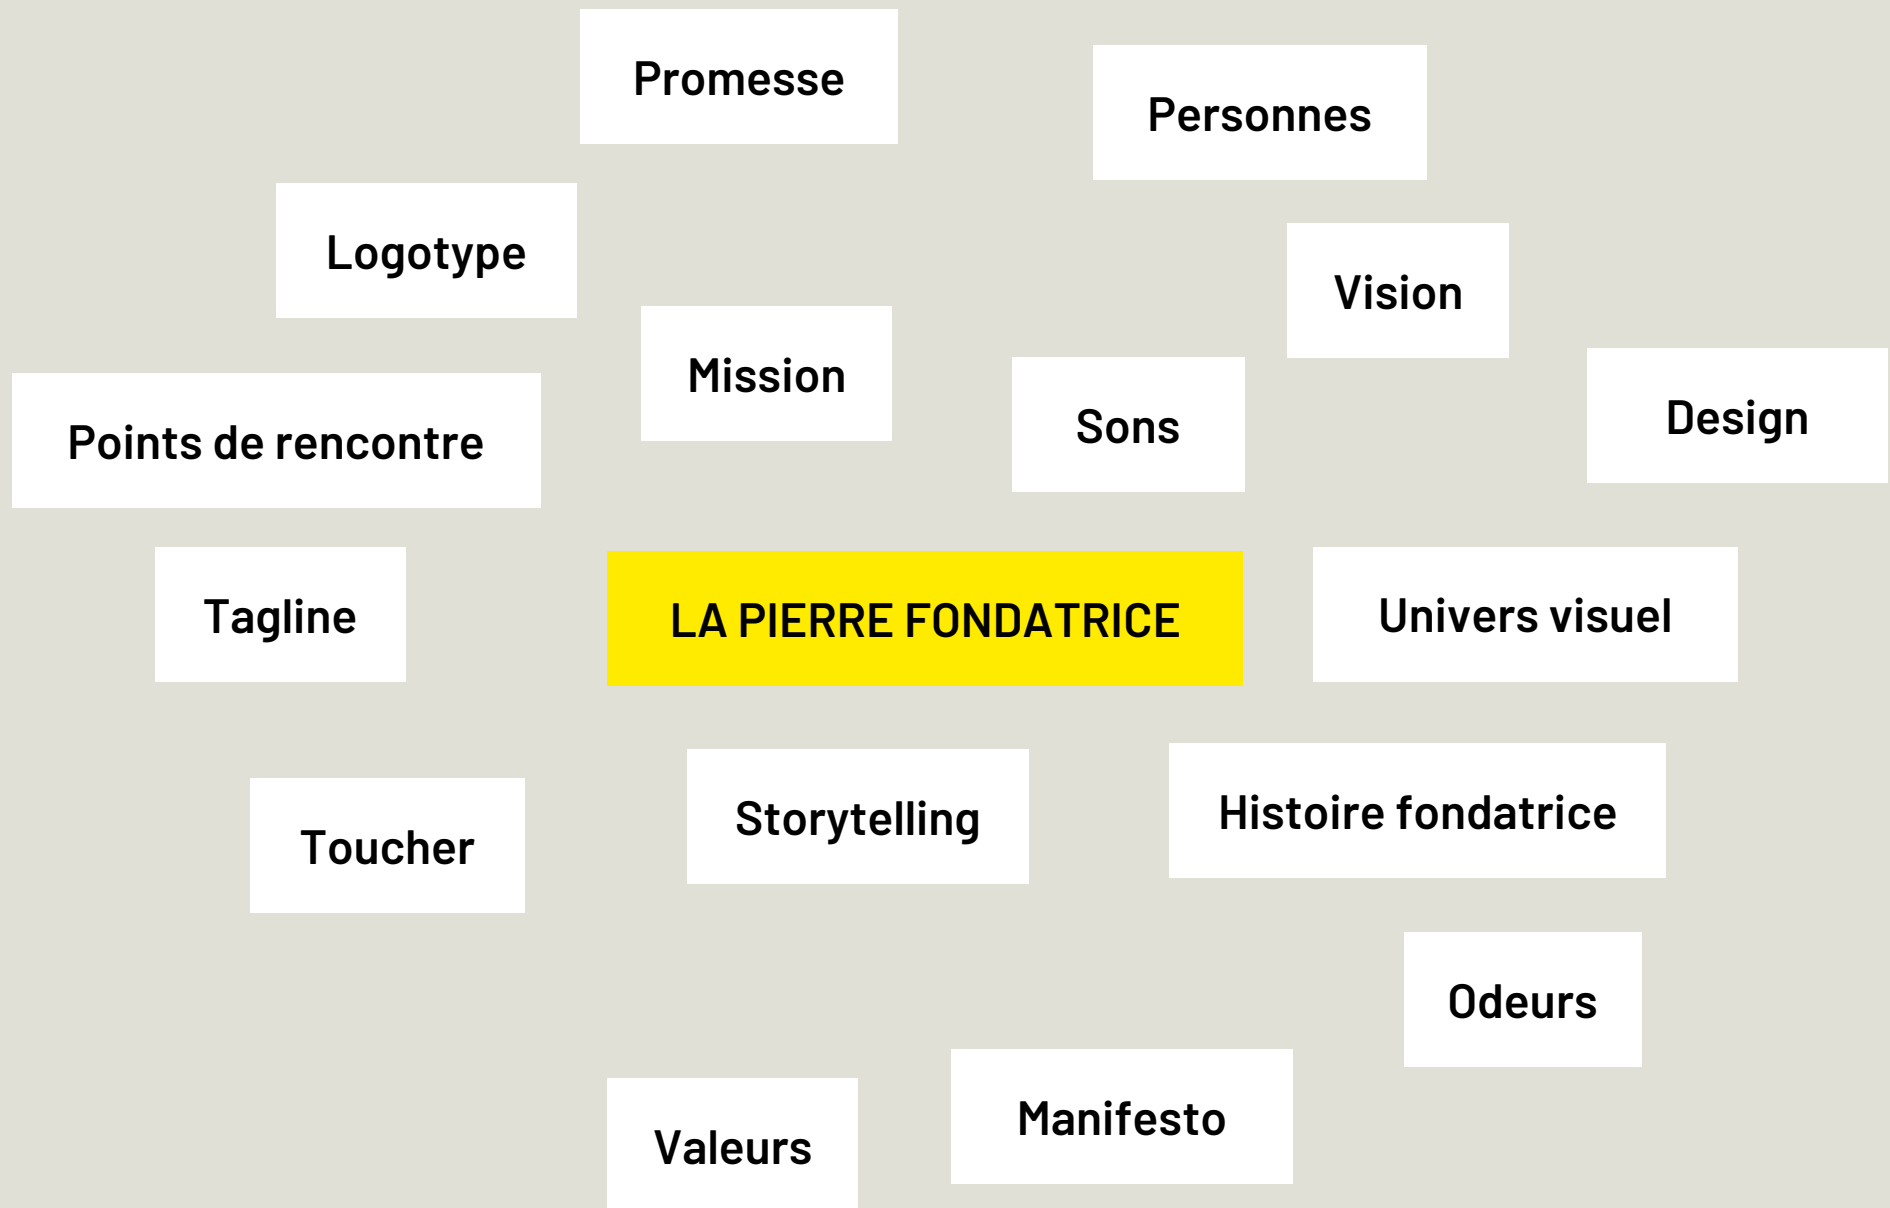 Promesse
Personnes
Logotype
Vision
Mission
Design
Sons
Points de rencontre
Tagline
LA PIERRE FONDATRICE
Univers visuel
Storytelling
Histoire fondatrice
Toucher
Odeurs
Manifesto
Valeurs